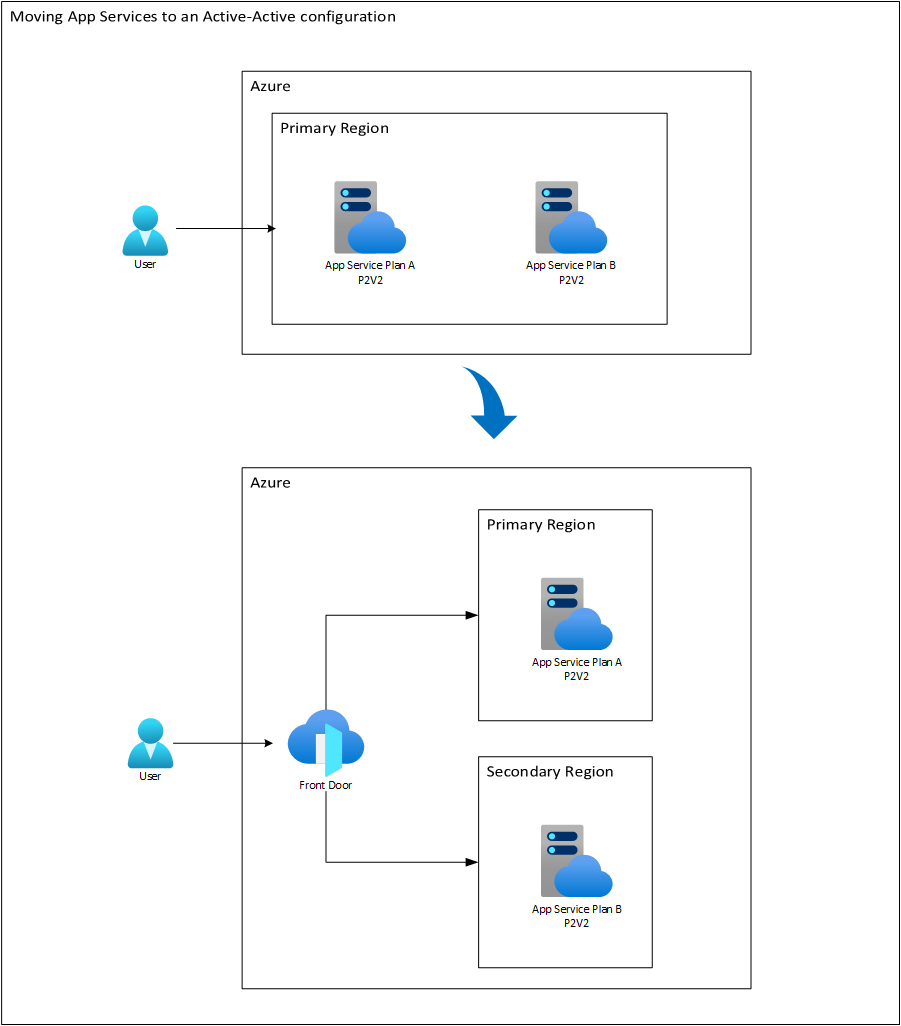 Moving App Services to an Active-Active configuration
Azure
Primary Region
User
App Service Plan A
P2V2
App Service Plan B
P2V2
Azure
Primary Region
App Service Plan A
P2V2
User
Front Door
Secondary Region
App Service Plan B
P2V2